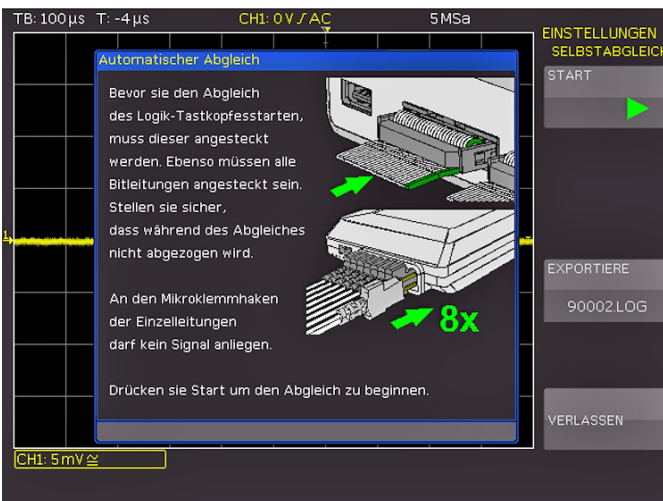 TB: 100µs T: -4µs CH1: 0V ∫ AC 5MSa
EINSTELLUNGEN
SELBSTABGLEICH
Automatischer Abgleich
Bevor sie den Abgleich
des Logik-Tastkopfesstarten,
muss dieser angesteckt
werden. Ebenso müssen alle
Bitleitungen angesteckt sein.
Stellen sie sicher,
dass während des Abgleiches
nicht abgezogen wird.
An den Mikroklemmhaken
der Einzelleitungen
darf kein Signal anliegen.
Drücken sie Start um den Abgleich zu beginnen.
8x
1
START
EXPORTIERE
90002.LOG
VERLASSEN
CH1: 5mV ≅